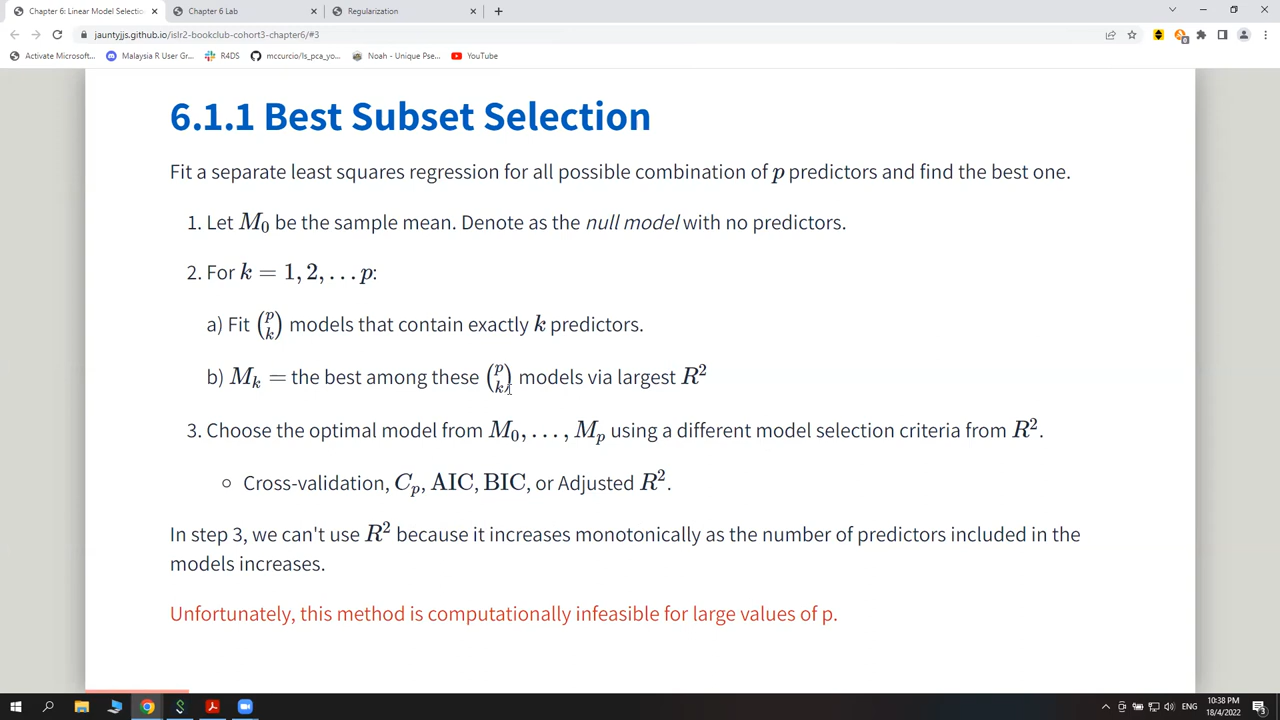 Chapter 6: Linear Model Selectio
Chapter 6 Lab
Regularization
jauntyjjs.github.io/islr2-bookclub-cohort3-chapter6/#3
Activate Microsoft...
Malaysia R User Gr...
R4DS
mccurcio/ls_pca_yo...
Noah - Unique Pse...
YouTube
6.1.1 Best Subset Selection
Fit a separate least squares regression for all possible combination of p predictors and find the best one.
1. Let M₀ be the sample mean. Denote as the null model with no predictors.
2. For k = 1, 2, … p:
a) Fit (p k) models that contain exactly k predictors.
b) Mₖ = the best among these (p k) models via largest R²
3. Choose the optimal model from M₀, … , Mₚ using a different model selection criteria from R².
Cross-validation, Cₚ, AIC, BIC, or Adjusted R².
In step 3, we can't use R² because it increases monotonically as the number of predictors included in the
models increases.
Unfortunately, this method is computationally infeasible for large values of p.
ENG
10:38 PM
18/4/2022